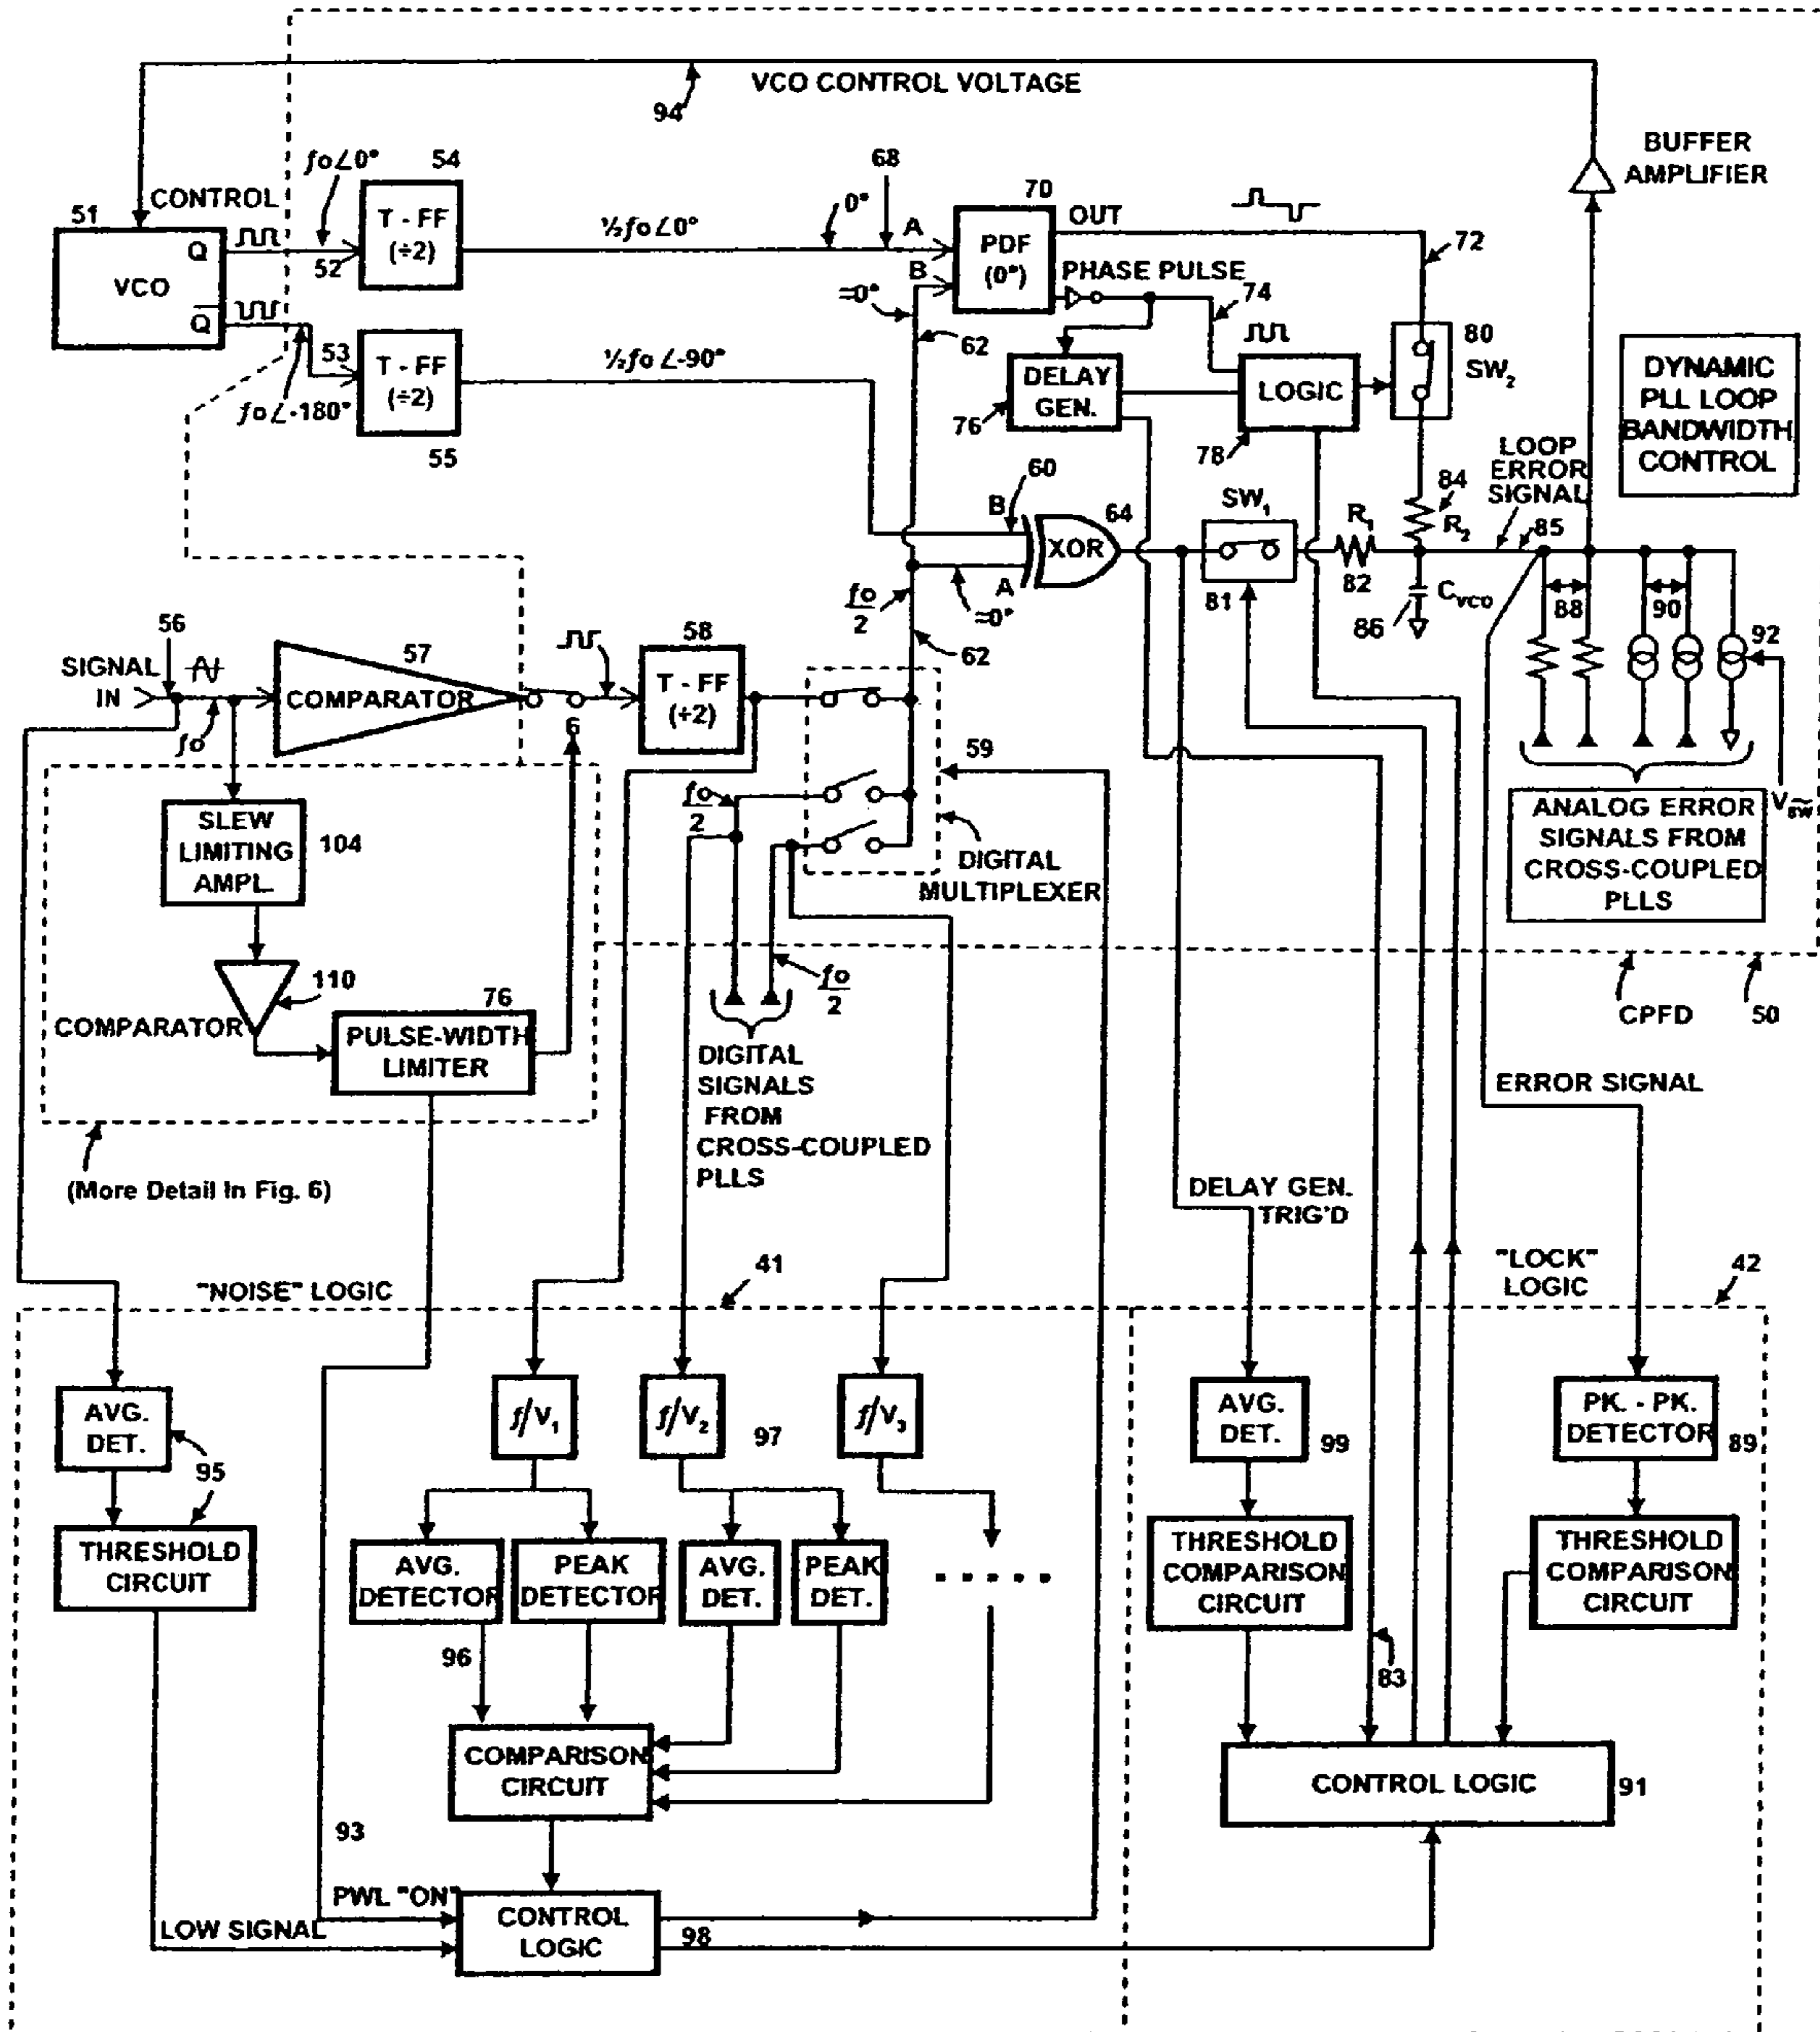 VCO CONTROL VOLTAGE
94
BUFFER
AMPLIFIER
51
CONTROL
fo∠0°
54
Q
VCO
Q̅
52
T - FF
(÷2)
½fo∠0°
0°
68
A
B
≈0°
62
70
PDF
(0°)
OUT
72
PHASE PULSE
74
53
fo∠-180°
T - FF
(÷2)
55
½fo∠-90°
DELAY
GEN.
76
LOGIC
78
80
SW2
DYNAMIC
PLL LOOP
BANDWIDTH
CONTROL
60
B
XOR
A
64
≈0°
fo
2
62
SW1
81
R1
82
84
R2
LOOP
ERROR
SIGNAL
85
86
CVCO
88
90
92
Vsw
56
SIGNAL
IN
fo
57
COMPARATOR
6
58
T - FF
(÷2)
59
fo
2
DIGITAL
MULTIPLEXER
ANALOG ERROR
SIGNALS FROM
CROSS-COUPLED
PLLS
SLEW
LIMITING
AMPL.
104
110
COMPARATOR
76
PULSE-WIDTH
LIMITER
fo
2
DIGITAL
SIGNALS
FROM
CROSS-COUPLED
PLLS
CPFD
50
ERROR SIGNAL
(More Detail In Fig. 6)
DELAY GEN.
TRIG'D
"NOISE" LOGIC
41
"LOCK"
LOGIC
42
AVG.
DET.
95
THRESHOLD
CIRCUIT
f/V1
f/V2
97
f/V3
AVG.
DET.
99
PK. - PK.
DETECTOR
89
AVG.
DETECTOR
PEAK
DETECTOR
AVG.
DET.
PEAK
DET.
.....
THRESHOLD
COMPARISON
CIRCUIT
THRESHOLD
COMPARISON
CIRCUIT
96
83
COMPARISON
CIRCUIT
CONTROL LOGIC
91
93
PWL "ON"
LOW SIGNAL
CONTROL
LOGIC
98